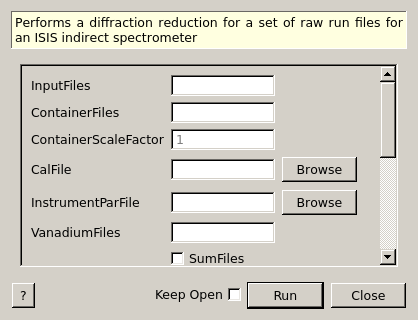 Performs a diffraction reduction for a set of raw run files for
an ISIS indirect spectrometer
InputFiles
ContainerFiles
ContainerScaleFactor 1
CalFile Browse
InstrumentParFile Browse
VanadiumFiles
SumFiles
? Keep Open Run Close